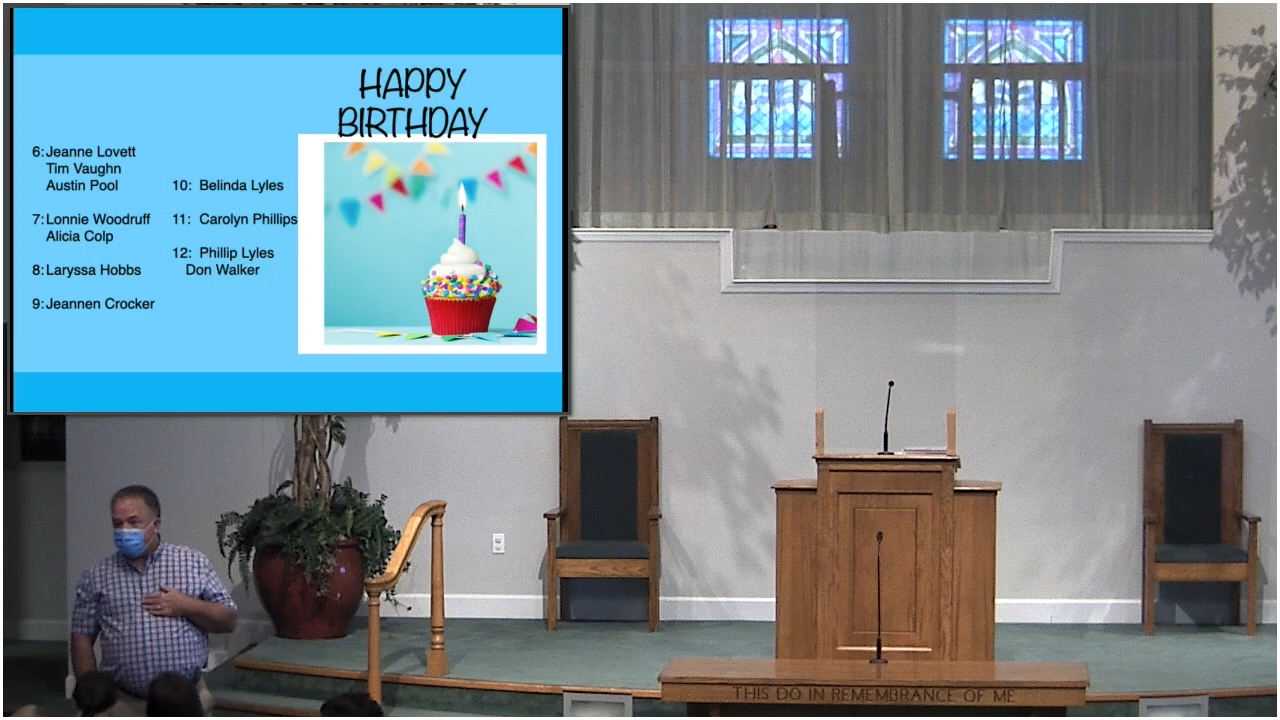 HAPPY
BIRTHDAY
6: Jeanne Lovett
Tim Vaughn
Austin Pool
7: Lonnie Woodruff
Alicia Colp
8: Laryssa Hobbs
9: Jeannen Crocker
10: Belinda Lyles
11: Carolyn Phillips
12: Phillip Lyles
Don Walker
THIS DO IN REMEMBRANCE OF ME